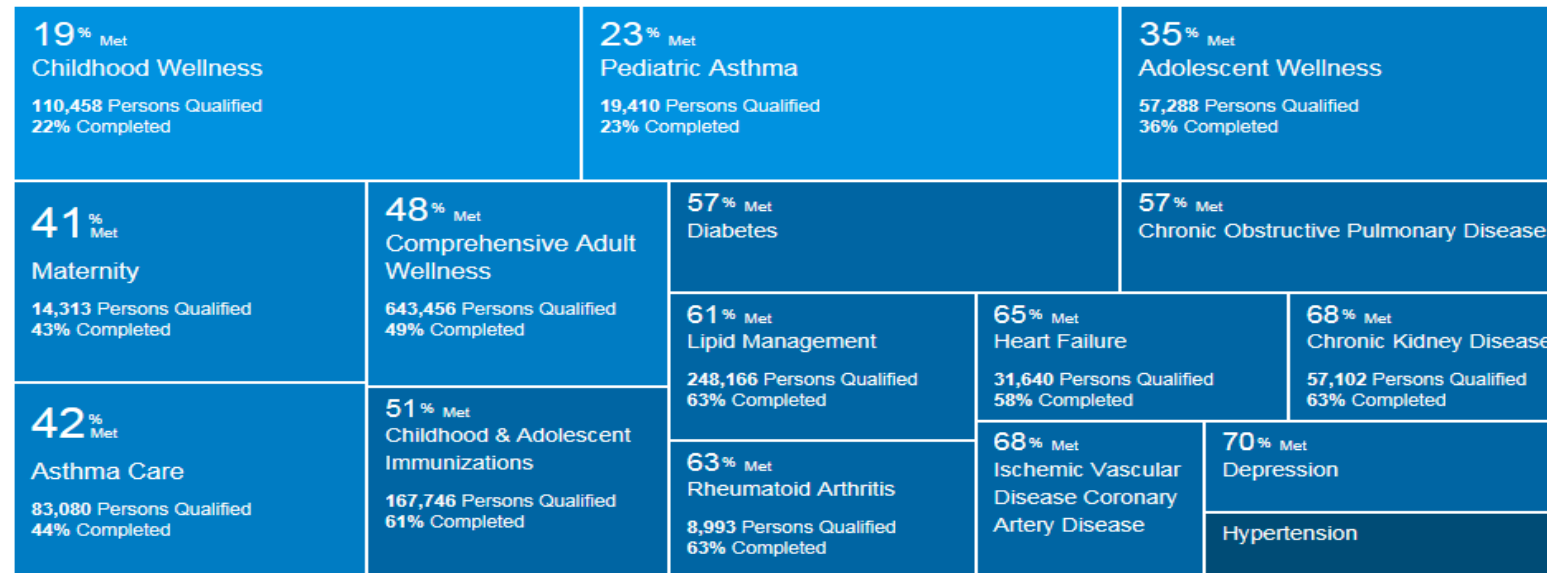 19% Met
Childhood Wellness
110,458 Persons Qualified
22% Completed
23% Met
Pediatric Asthma
19,410 Persons Qualified
23% Completed
35% Met
Adolescent Wellness
57,288 Persons Qualified
36% Completed
41% Met
Maternity
14,313 Persons Qualified
43% Completed
48% Met
Comprehensive Adult
Wellness
643,456 Persons Qualified
49% Completed
57% Met
Diabetes
57% Met
Chronic Obstructive Pulmonary Disease
61% Met
Lipid Management
248,166 Persons Qualified
63% Completed
65% Met
Heart Failure
31,640 Persons Qualified
58% Completed
68% Met
Chronic Kidney Disease
57,102 Persons Qualified
63% Completed
42% Met
Asthma Care
83,080 Persons Qualified
44% Completed
51% Met
Childhood & Adolescent
Immunizations
167,746 Persons Qualified
61% Completed
63% Met
Rheumatoid Arthritis
8,993 Persons Qualified
63% Completed
68% Met
Ischemic Vascular
Disease Coronary
Artery Disease
70% Met
Depression
Hypertension